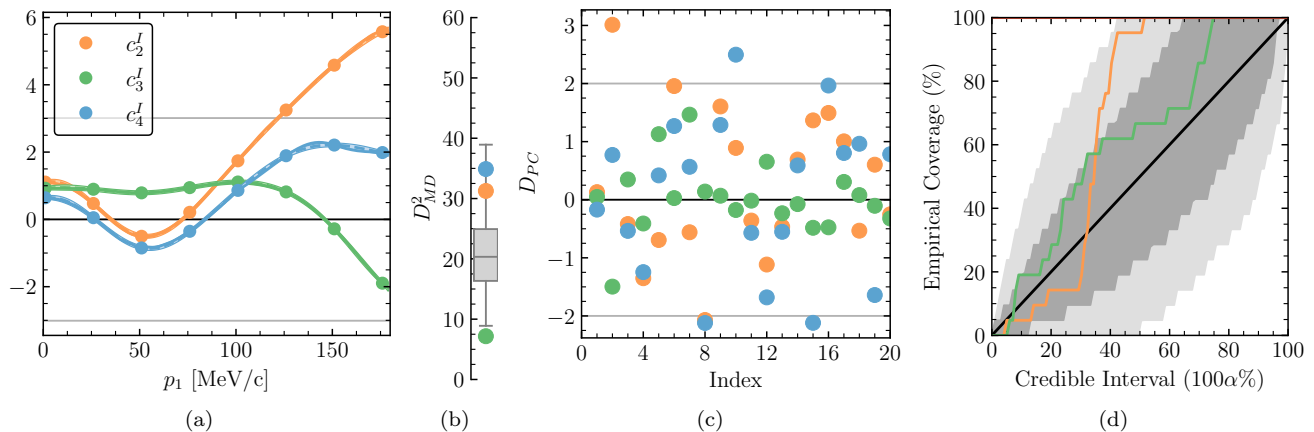 6
4
2
0
−2
c_2^I
c_3^I
c_4^I
0 50 100 150
p_1 [MeV/c]
(a)
60
50
40
30
20
10
0
D_{MD}^2
(b)
3
2
1
0
−1
−2
D_{PC}
0 4 8 12 16 20
Index
(c)
100
80
60
40
20
0
Empirical Coverage (%)
0 20 40 60 80 100
Credible Interval (100α%)
(d)